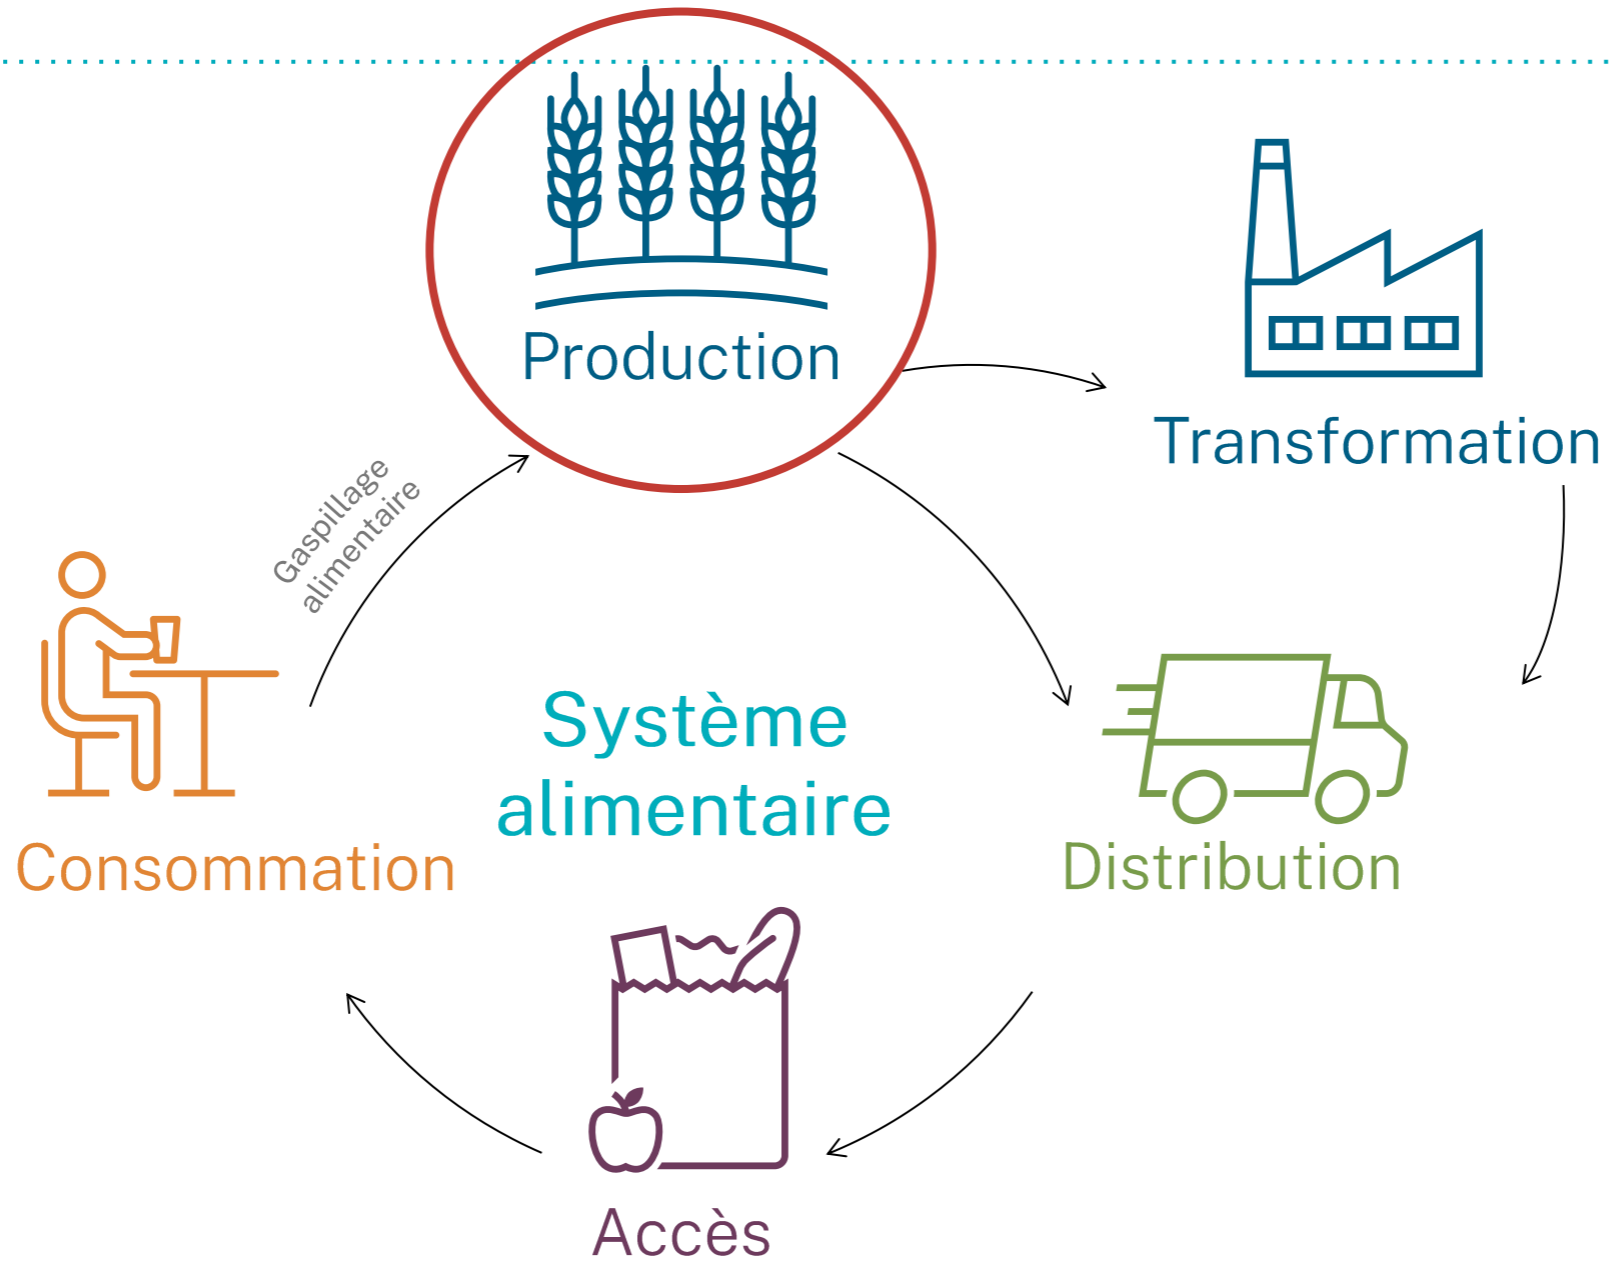 Production
Transformation
Gaspillage
alimentaire
Système
alimentaire
Consommation
Distribution
Accès